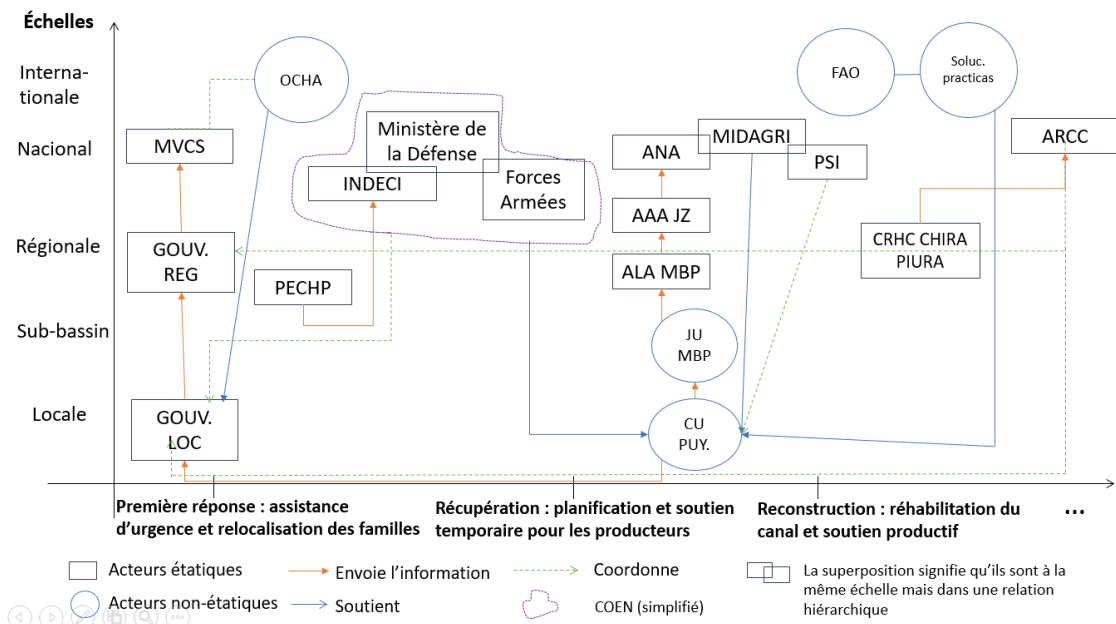 Échelles
Interna-
tionale
OCHA
FAO
Soluc.
practicas
Nacional
MVCS
Ministère de
la Défense
INDECI
Forces
Armées
ANA
MIDAGRI
PSI
ARCC
AAA JZ
Régionale
GOUV.
REG
PECHP
ALA MBP
CRHC CHIRA
PIURA
Sub-bassin
JU
MBP
Locale
GOUV.
LOC
CU
PUY.
Première réponse : assistance
d’urgence et relocalisation des familles
Récupération : planification et soutien
temporaire pour les producteurs
Reconstruction : réhabilitation du
canal et soutien productif
...
Acteurs étatiques
Envoie l’information
Coordonne
La superposition signifie qu’ils sont à la
même échelle mais dans une relation
hiérarchique
Acteurs non-étatiques
Soutient
COEN (simplifié)